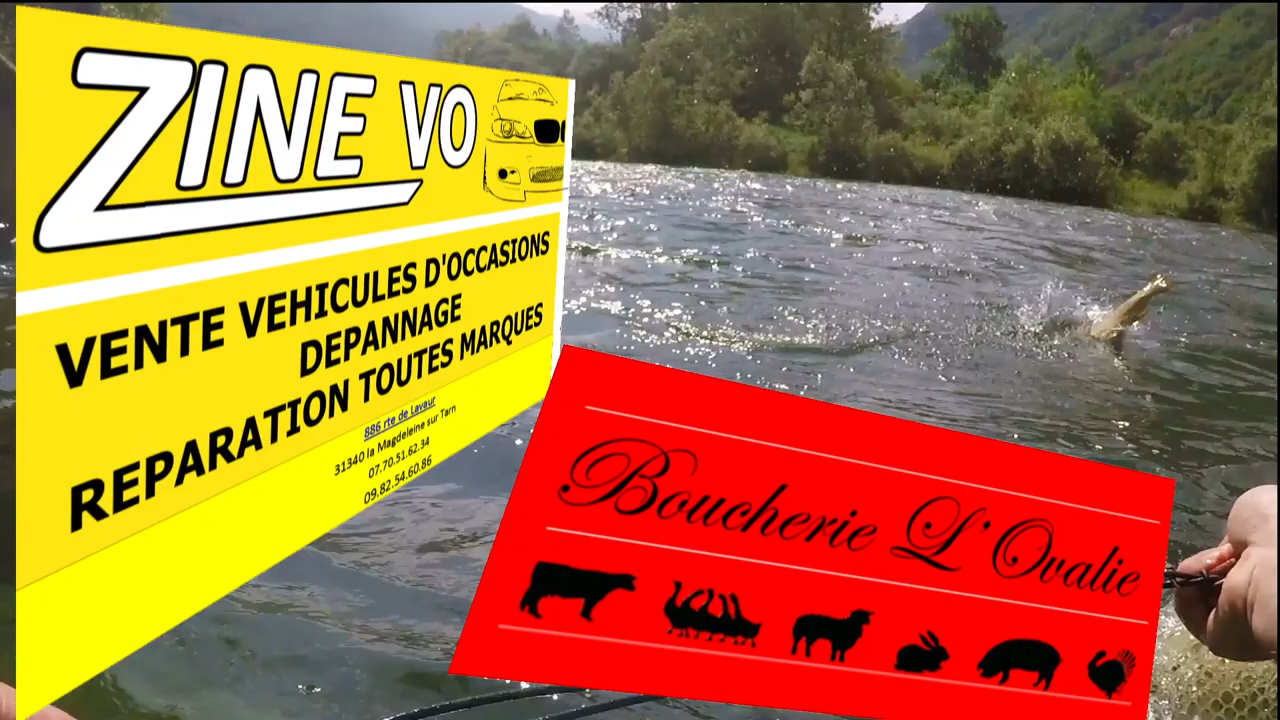 ZINE VO
VENTE VEHICULES D'OCCASIONS
DEPANNAGE
REPARATION TOUTES MARQUES
886 rte de Lavaur
31340 la Magdeleine sur Tarn
07.70.51.62.34
09.82.54.60.86
Boucherie L'Ovalie